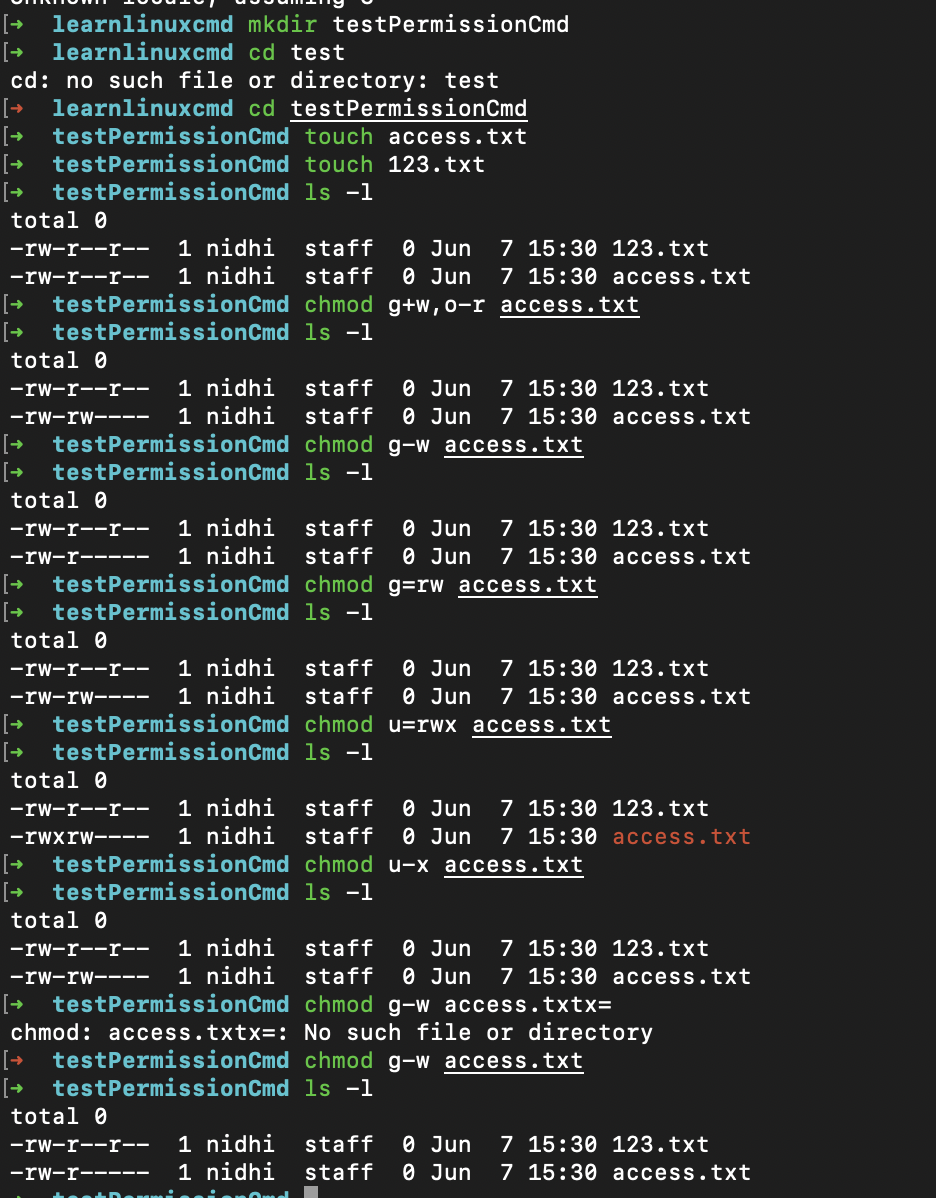 unknown locale, assuming C
[➜  learnlinuxcmd mkdir testPermissionCmd
[➜  learnlinuxcmd cd test
cd: no such file or directory: test
[➜  learnlinuxcmd cd testPermissionCmd
[➜  testPermissionCmd touch access.txt
[➜  testPermissionCmd touch 123.txt
[➜  testPermissionCmd ls -l
total 0
-rw-r--r--  1 nidhi  staff  0 Jun  7 15:30 123.txt
-rw-r--r--  1 nidhi  staff  0 Jun  7 15:30 access.txt
[➜  testPermissionCmd chmod g+w,o-r access.txt
[➜  testPermissionCmd ls -l
total 0
-rw-r--r--  1 nidhi  staff  0 Jun  7 15:30 123.txt
-rw-rw----  1 nidhi  staff  0 Jun  7 15:30 access.txt
[➜  testPermissionCmd chmod g-w access.txt
[➜  testPermissionCmd ls -l
total 0
-rw-r--r--  1 nidhi  staff  0 Jun  7 15:30 123.txt
-rw-r-----  1 nidhi  staff  0 Jun  7 15:30 access.txt
[➜  testPermissionCmd chmod g=rw access.txt
[➜  testPermissionCmd ls -l
total 0
-rw-r--r--  1 nidhi  staff  0 Jun  7 15:30 123.txt
-rw-rw----  1 nidhi  staff  0 Jun  7 15:30 access.txt
[➜  testPermissionCmd chmod u=rwx access.txt
[➜  testPermissionCmd ls -l
total 0
-rw-r--r--  1 nidhi  staff  0 Jun  7 15:30 123.txt
-rwxrw----  1 nidhi  staff  0 Jun  7 15:30 access.txt
[➜  testPermissionCmd chmod u-x access.txt
[➜  testPermissionCmd ls -l
total 0
-rw-r--r--  1 nidhi  staff  0 Jun  7 15:30 123.txt
-rw-rw----  1 nidhi  staff  0 Jun  7 15:30 access.txt
[➜  testPermissionCmd chmod g-w access.txtx=
chmod: access.txtx=: No such file or directory
[➜  testPermissionCmd chmod g-w access.txt
[➜  testPermissionCmd ls -l
total 0
-rw-r--r--  1 nidhi  staff  0 Jun  7 15:30 123.txt
-rw-r-----  1 nidhi  staff  0 Jun  7 15:30 access.txt
➜  testPermissionCmd